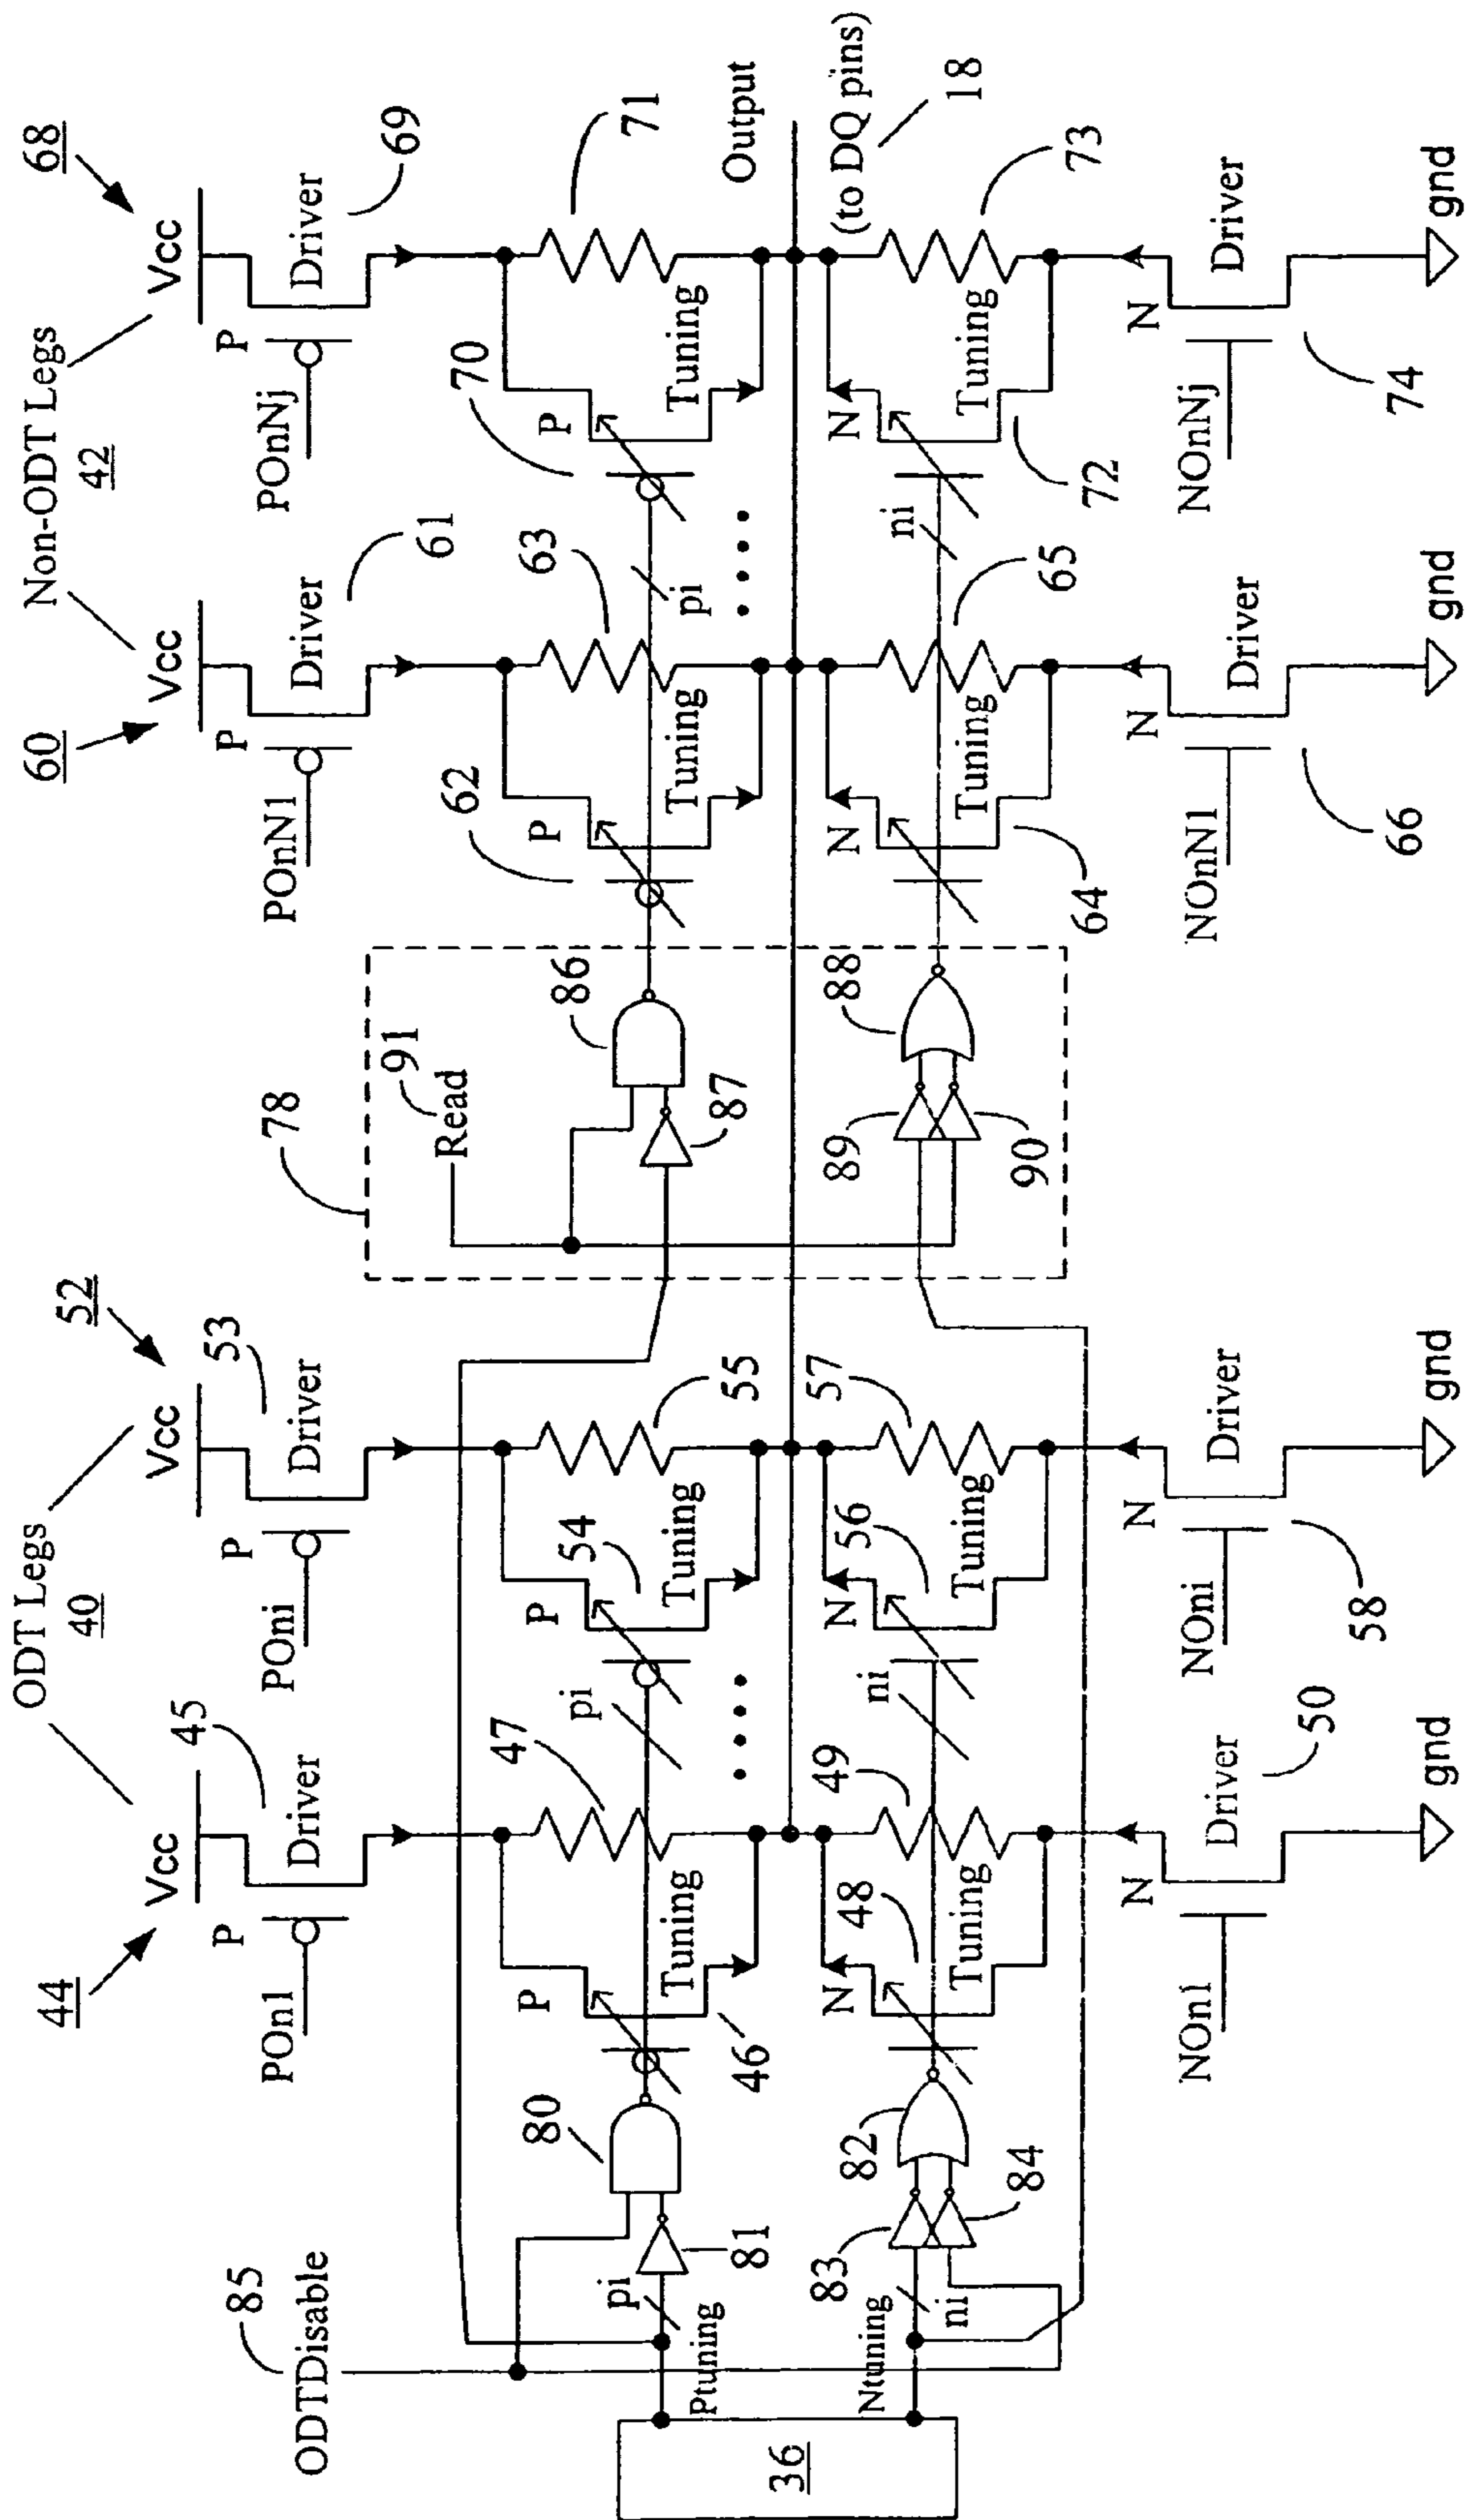 ODT Legs
40
Non-ODT Legs
42
44
52
60
68
Vcc
Vcc
Vcc
Vcc
45
53
61
69
P
P
P
P
Driver
Driver
Driver
Driver
POn1
POni
POnN1
POnNj
85
ODTDisable
78
91
Read
80
81
pi
Ptuning
47
P
Tuning
46
pi
54
P
Tuning
55
86
87
62
P
Tuning
63
pi
70
P
Tuning
71
Output
(to DQ pins)
18
36
Ntuning
ni
83
82
84
N
48
49
Tuning
ni
N
56
57
Tuning
89
88
90
N
Tuning
64
65
ni
N
Tuning
72
73
N
N
N
N
Driver
Driver
Driver
Driver
NOn1
NOni
NOnN1
NOnNj
50
58
66
74
gnd
gnd
gnd
gnd